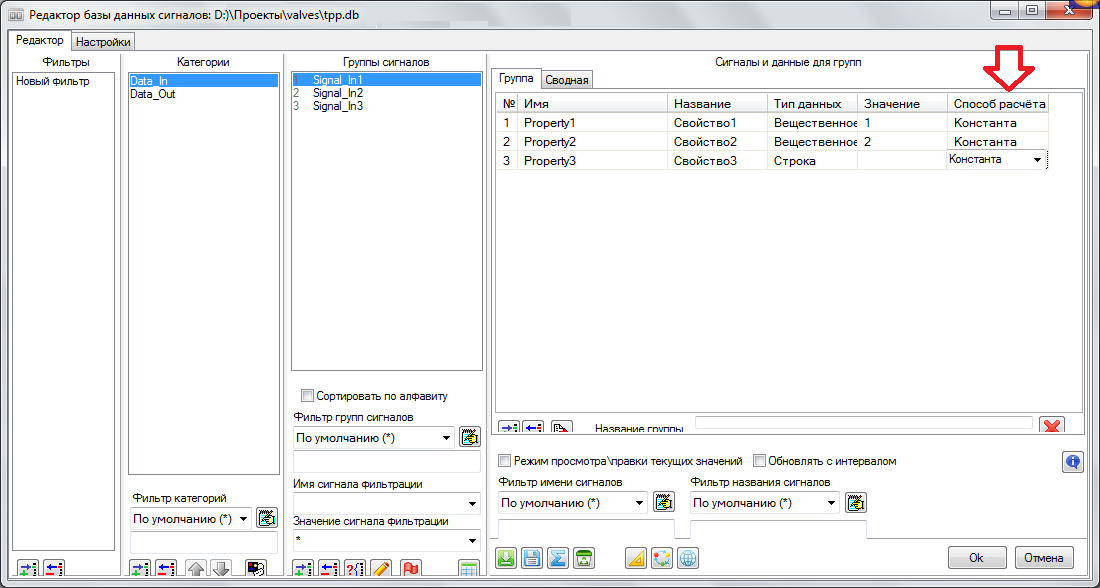 Редактор базы данных сигналов: D:)\Проекты\valves\tpp.db
Редактор
Настройки
Фильтры
Новый фильтр
Категории
Data_In
Data_Out
Фильтр категорий
По умолчанию (*)
Группы сигналов
1 Signal_In1
2 Signal_In2
3 Signal_In3
Сортировать по алфавиту
Фильтр групп сигналов
По умолчанию (*)
Имя сигнала фильтрации
Значение сигнала фильтрации
*
Сигналы и данные для групп
Группа
Сводная
№ Имя Название Тип данных Значение Способ расчёта
1 Property1 Свойство1 Вещественное 1 Константа
2 Property2 Свойство2 Вещественное 2 Константа
3 Property3 Свойство3 Строка Константа
Название группы
Режим просмотра\правки текущих значений
Обновлять с интервалом
Фильтр имени сигналов
По умолчанию (*)
Фильтр названия сигналов
По умолчанию (*)
Ok
Отмена